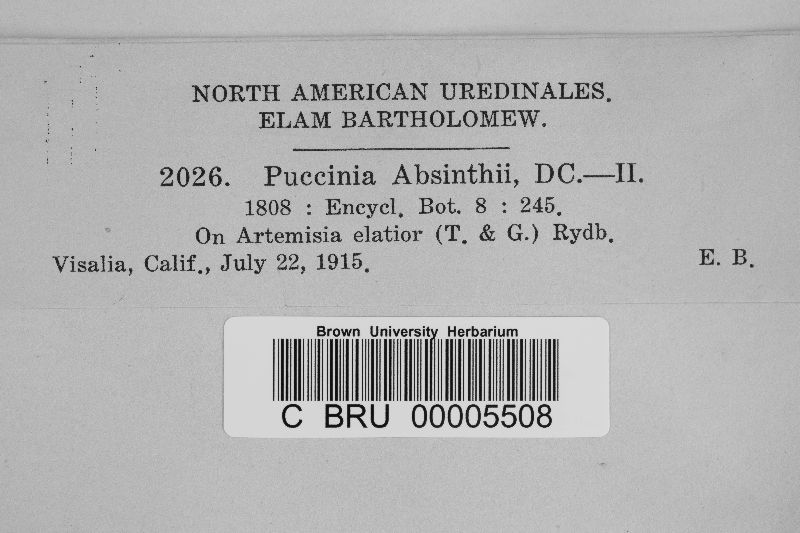 NORTH AMERICAN UREDINALES.
ELAM BARTHOLOMEW.
2026. Puccinia Absinthii, DC.—II.
1808 : Encycl. Bot. 8 : 245.
On Artemisia elatior (T. & G.) Rydb.
Visalia, Calif., July 22, 1915. E. B.
Brown University Herbarium
C BRU 00005508